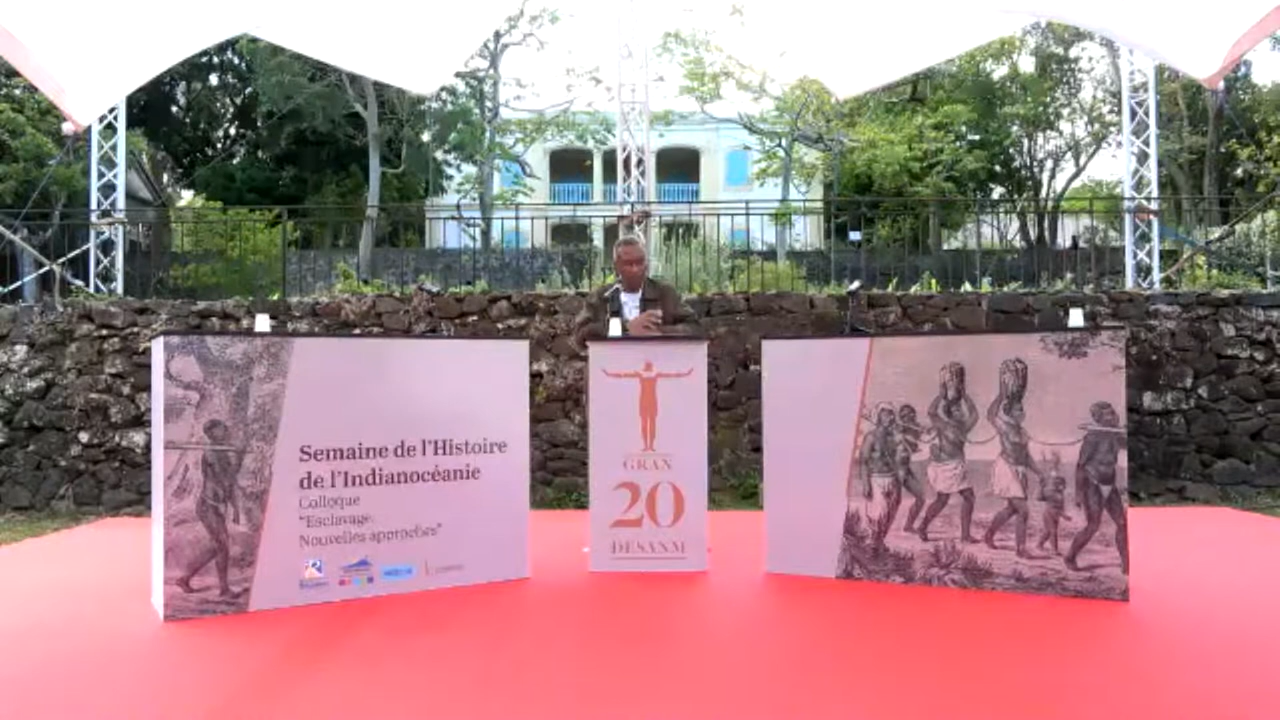 Semaine de l'Histoire
de l'Indianocéanie
Colloque
"Esclavage.
Nouvelles approches"
GRAN
20
DESANM